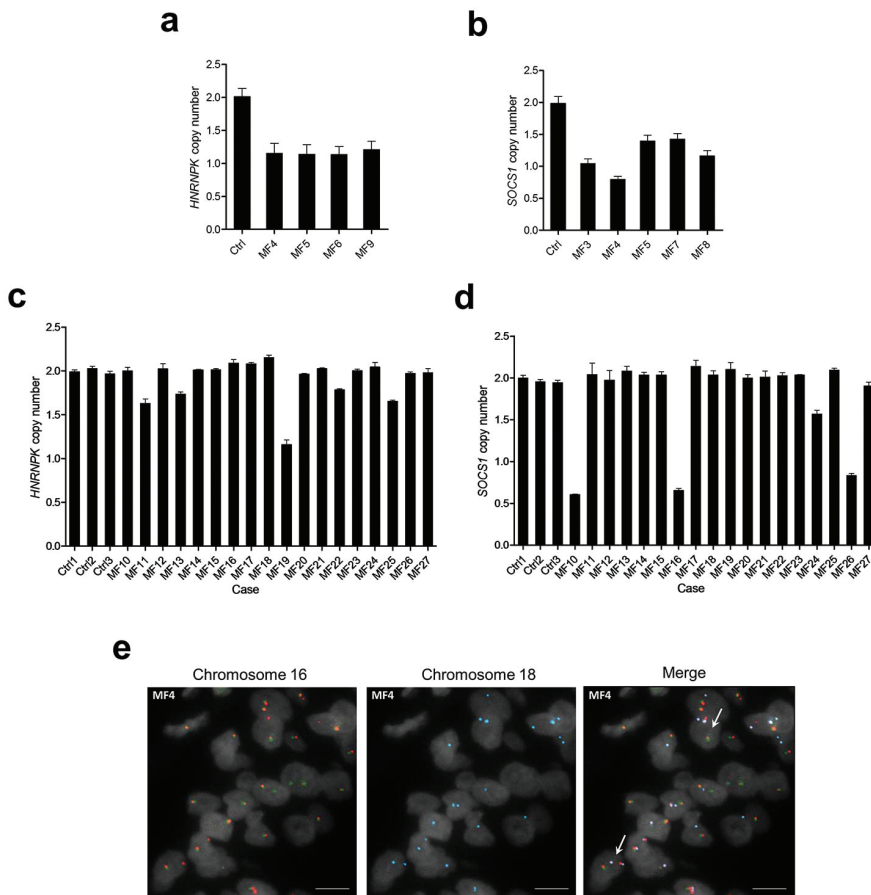 a
HNRNPK copy number
2.5
2.0
1.5
1.0
0.5
0.0
Ctrl
MF4
MF5
MF6
MF9
b
SOCS1 copy number
2.5
2.0
1.5
1.0
0.5
0.0
Ctrl
MF3
MF4
MF5
MF7
MF8
c
HNRNPK copy number
2.5
2.0
1.5
1.0
0.5
0.0
Ctrl1
Ctrl2
Ctrl3
MF10
MF11
MF12
MF13
MF14
MF15
MF16
MF17
MF18
MF19
MF20
MF21
MF22
MF23
MF24
MF25
MF26
MF27
Case
d
SOCS1 copy number
2.5
2.0
1.5
1.0
0.5
0.0
Ctrl1
Ctrl2
Ctrl3
MF10
MF11
MF12
MF13
MF14
MF15
MF16
MF17
MF18
MF19
MF20
MF21
MF22
MF23
MF24
MF25
MF26
MF27
Case
e
Chromosome 16
Chromosome 18
Merge
MF4
MF4
MF4